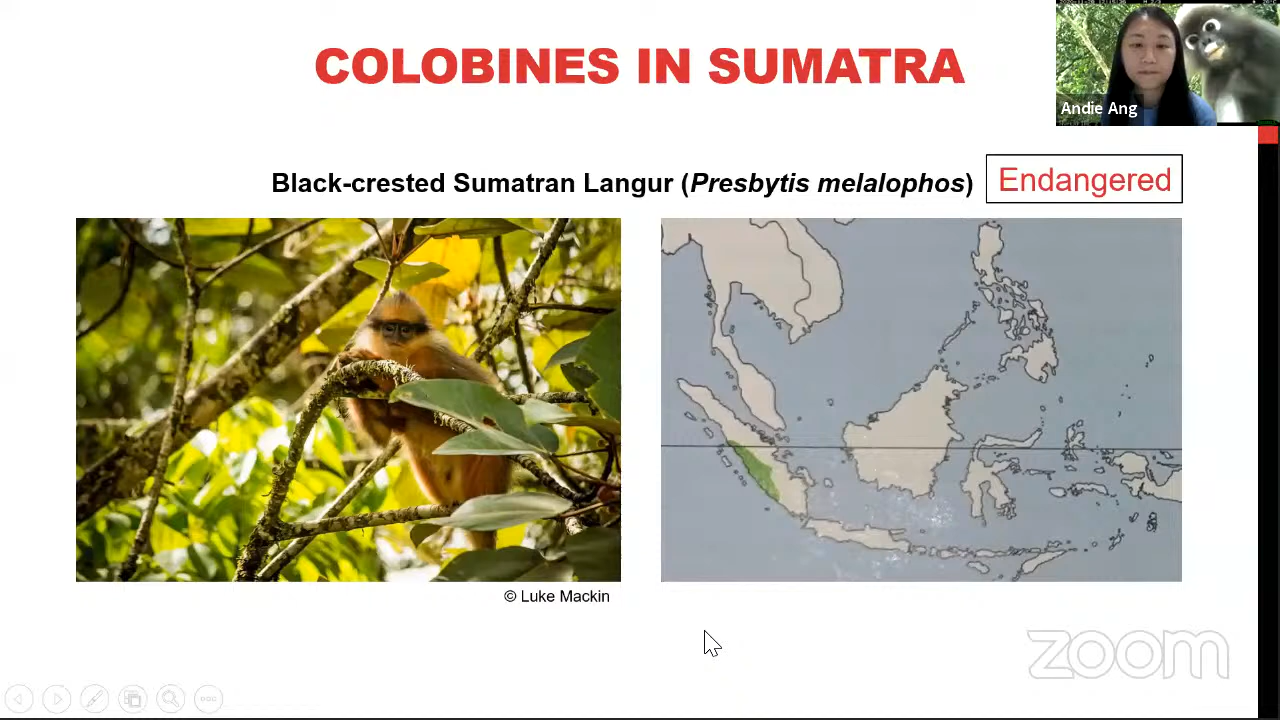 COLOBINES IN SUMATRA
Andie Ang
Black-crested Sumatran Langur (Presbytis melalophos)
Endangered
© Luke Mackin
zoom